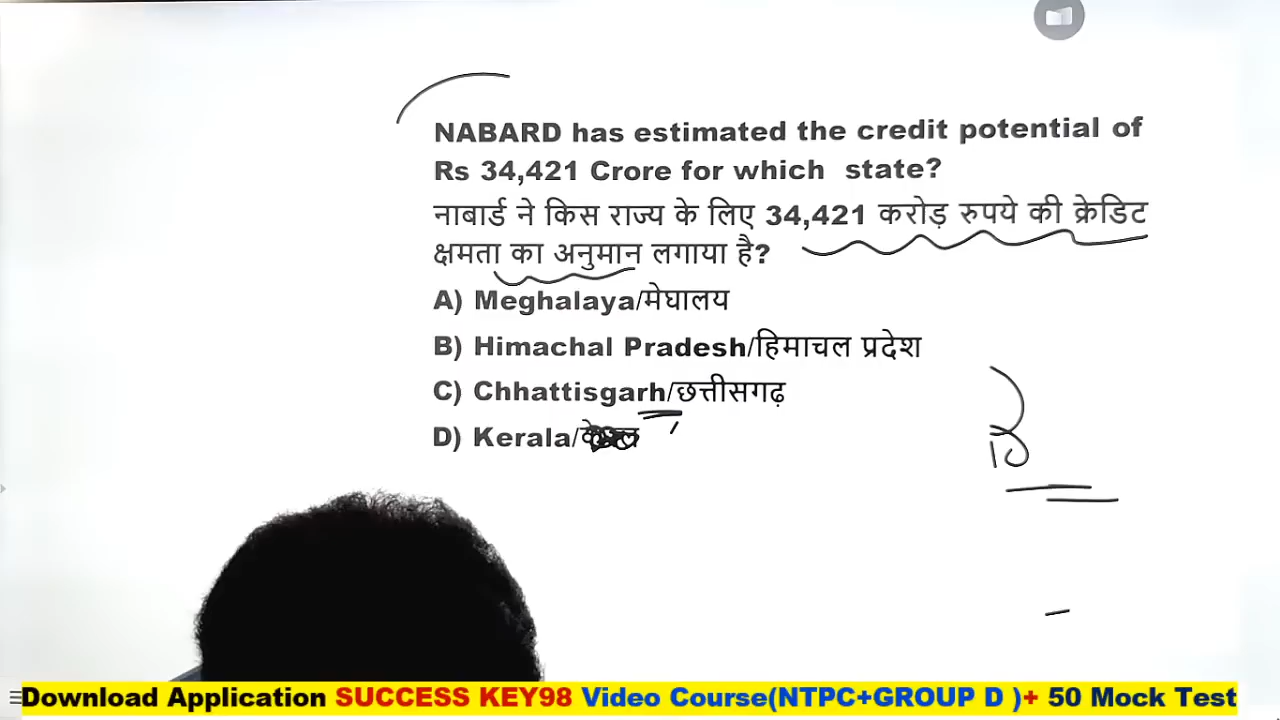 NABARD has estimated the credit potential of
Rs 34,421 Crore for which state?
नाबार्ड ने किस राज्य के लिए 34,421 करोड़ रुपये की क्रेडिट
क्षमता का अनुमान लगाया है?
A) Meghalaya/मेघालय
B) Himachal Pradesh/हिमाचल प्रदेश
C) Chhattisgarh/छत्तीसगढ़
D) Kerala/
Download Application SUCCESS KEY98 Video Course(NTPC+GROUP D )+ 50 Mock Test